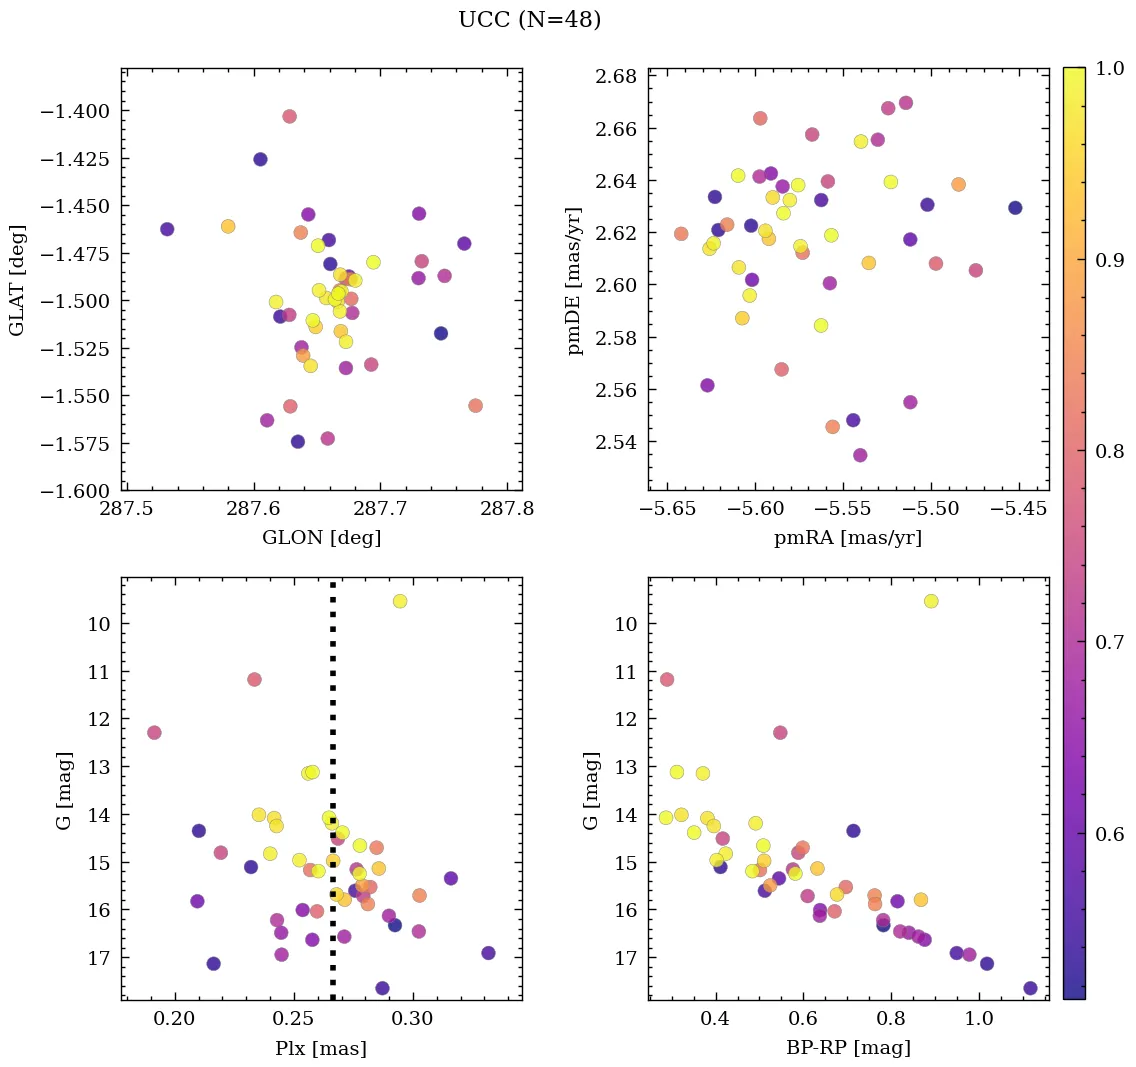 UCC (N=48)
−1.400
−1.425
−1.450
−1.475
−1.500
−1.525
−1.550
−1.575
−1.600
GLAT [deg]
287.5 287.6 287.7 287.8
GLON [deg]
2.68
2.66
2.64
2.62
2.60
2.58
2.56
2.54
pmDE [mas/yr]
−5.65 −5.60 −5.55 −5.50 −5.45
pmRA [mas/yr]
1.0
0.9
0.8
0.7
0.6
10
11
12
13
14
15
16
17
G [mag]
0.20 0.25 0.30
Plx [mas]
10
11
12
13
14
15
16
17
G [mag]
0.4 0.6 0.8 1.0
BP-RP [mag]